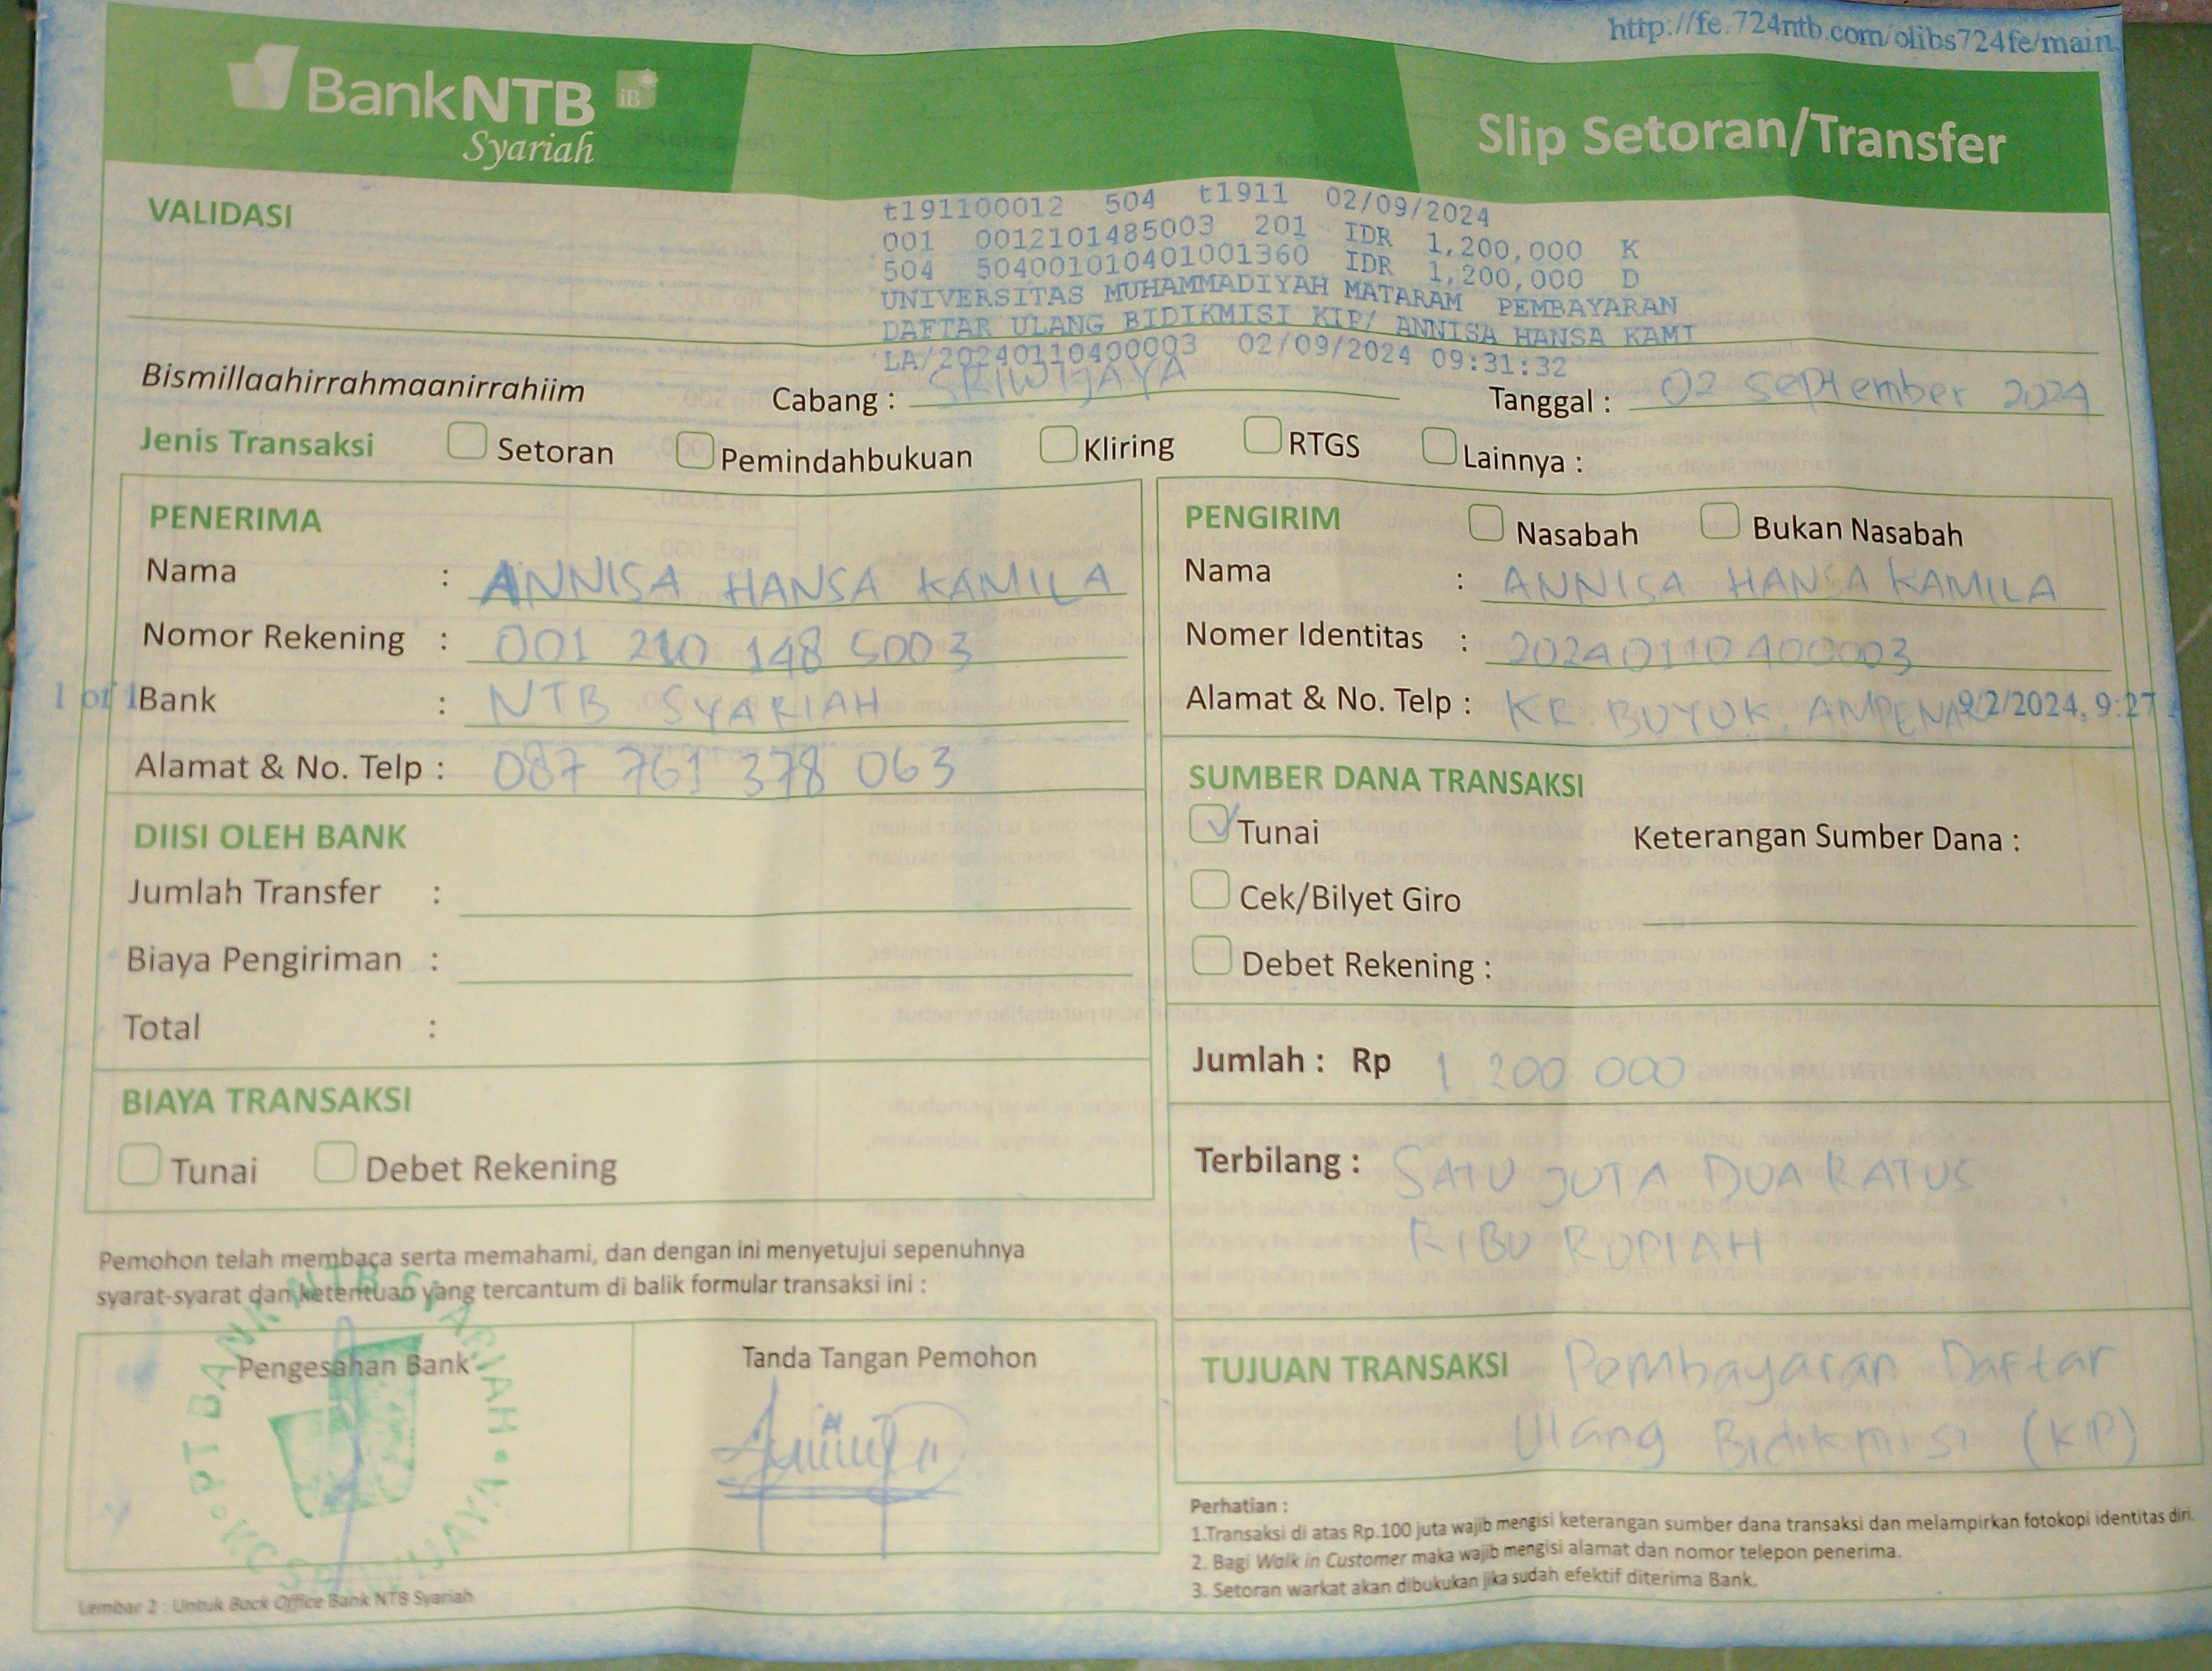 http://fe.724ntb.com/olibs724fe/main.
BankNTB iB
Syariah
Slip Setoran/Transfer
VALIDASI
t191100012 504 t1911 02/09/2024
001 0012101485003 201 IDR 1,200,000 K
504 504001010401001360 IDR 1,200,000 D
UNIVERSITAS MUHAMMADIYAH MATARAM PEMBAYARAN
DAFTAR ULANG BIDIKMISI KIP/ ANNISA HANSA KAMI
LA/20240110400003 02/09/2024 09:31:32
Bismillaahirrahmaanirrahiim
Cabang : SRIWIJAYA
Tanggal : 02 September 2024
Jenis Transaksi Setoran Pemindahbukuan Kliring RTGS Lainnya :
PENERIMA
Nama : ANNISA HANSA KAMILA
Nomor Rekening : 001 210 148 5003
1 of 1
Bank : NTB SYARIAH
Alamat & No. Telp : 087 761 378 063
DIISI OLEH BANK
Jumlah Transfer :
Biaya Pengiriman :
Total :
BIAYA TRANSAKSI
Tunai Debet Rekening
PENGIRIM Nasabah Bukan Nasabah
Nama : ANNISA HANSA KAMILA
Nomer Identitas : 20240110400003
Alamat & No. Telp : KR. BUYUK. AMPENAN
9/2/2024, 9:27
SUMBER DANA TRANSAKSI
Tunai
Keterangan Sumber Dana :
Cek/Bilyet Giro
Debet Rekening :
Jumlah : Rp 1 200 000
Terbilang : SATU JUTA DUA RATUS
RIBU RUPIAH
TUJUAN TRANSAKSI Pembayaran Daftar
Ulang Bidikmisi (KIP)
Pemohon telah membaca serta memahami, dan dengan ini menyetujui sepenuhnya
syarat-syarat dan ketentuan yang tercantum di balik formular transaksi ini :
Pengesahan Bank
PT BANK NTB SYARIAH
KC SRIWIJAYA
Tanda Tangan Pemohon
Lembar 2 : Untuk Back Office Bank NTB Syariah
Perhatian :
1.Transaksi di atas Rp.100 juta wajib mengisi keterangan sumber dana transaksi dan melampirkan fotokopi identitas diri.
2. Bagi Walk in Customer maka wajib mengisi alamat dan nomor telepon penerima.
3. Setoran warkat akan dibukukan jika sudah efektif diterima Bank.